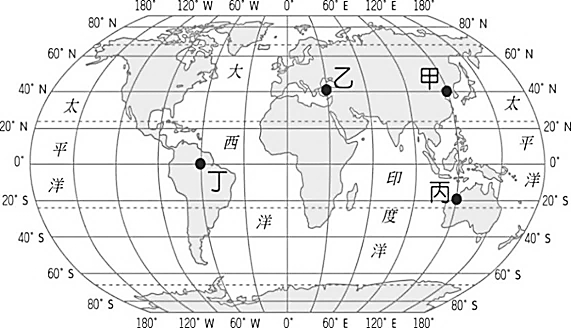 180° 120° W 60° W 0° 60° E 120° E 180°
80° N 80° N
60° N 60° N
大 乙 甲
40° N 40° N
太 太
20° N 20° N
平 西 平
0° 0°
丁 印 洋
洋 丙
20° S 20° S
洋 度
40° S 洋 40° S
60° S 60° S
80° S 80° S
180° 120° W 60° W 0° 60° E 120° E 180°